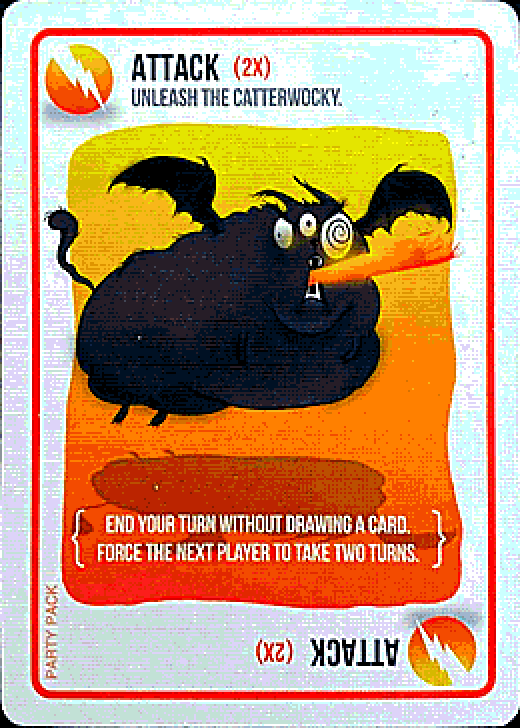 ATTACK (2X)
UNLEASH THE CATTERWOCKY.
END YOUR TURN WITHOUT DRAWING A CARD.
FORCE THE NEXT PLAYER TO TAKE TWO TURNS.
PARTY PACK
ATTACK (2X)